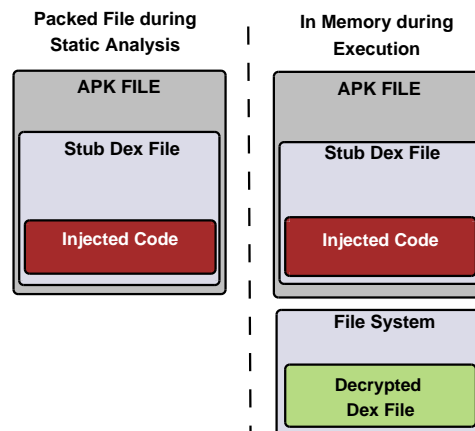 Packed File during
Static Analysis
APK FILE
Stub Dex File
Injected Code
In Memory during
Execution
APK FILE
Stub Dex File
Injected Code
File System
Decrypted
Dex File